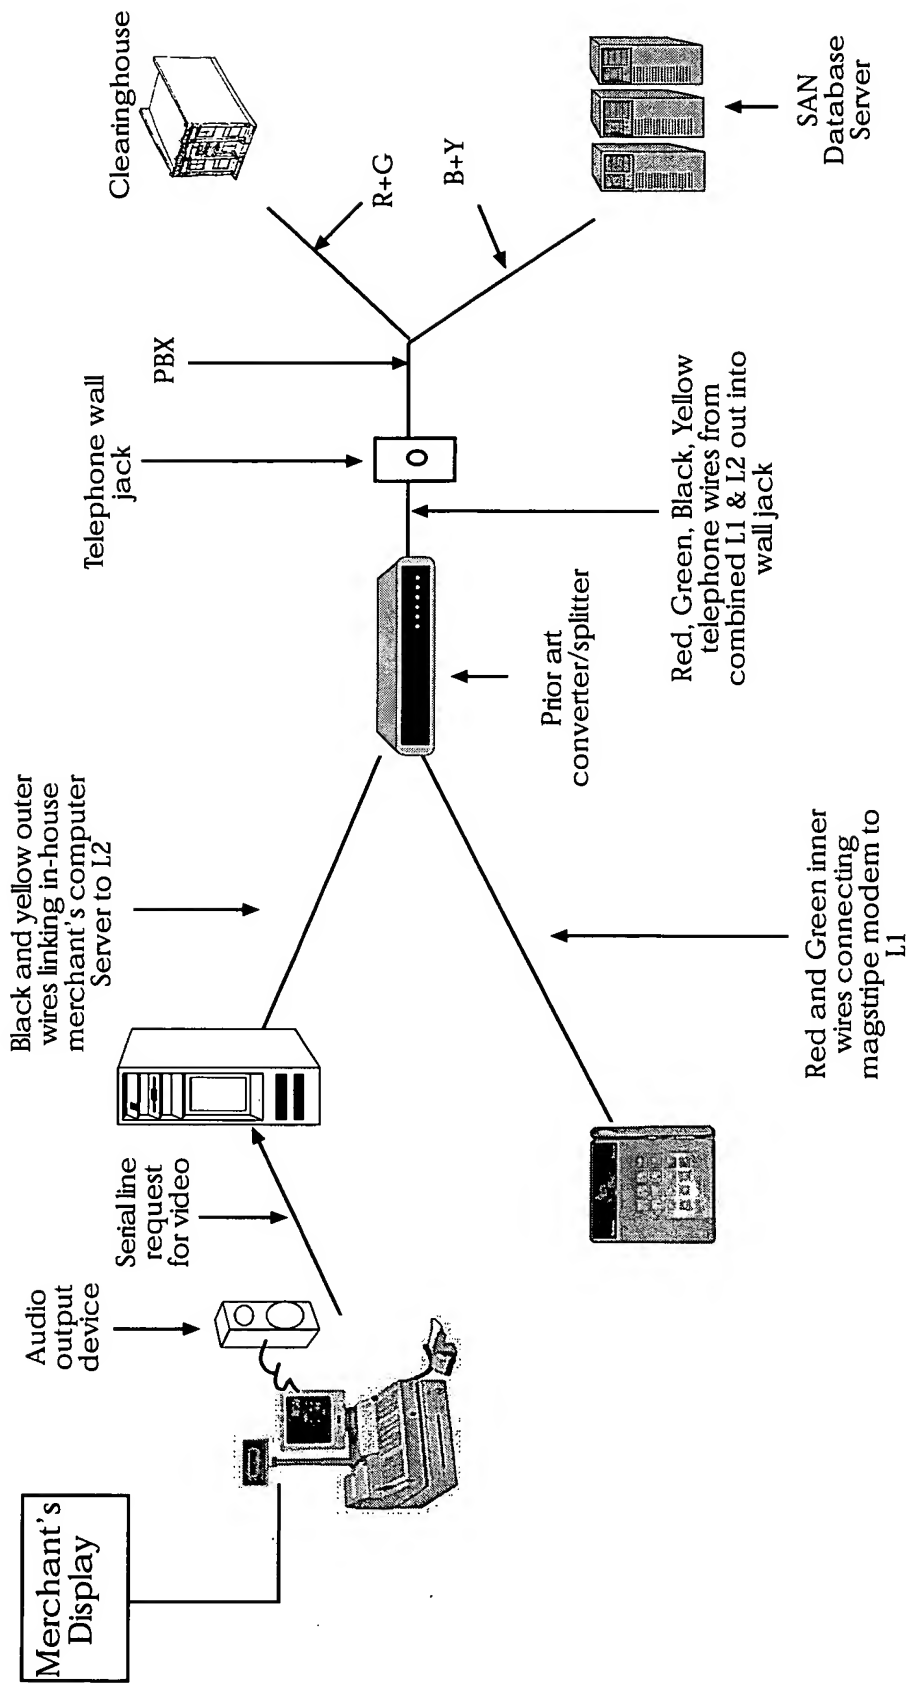 Merchant's
Display
Audio
output
device
Serial line
request
for video
Black and yellow outer
wires linking in-house
merchant's computer
Server to L2
Red and Green inner
wires connecting
magstripe modem to
L1
Prior art
converter/splitter
Telephone wall
jack
Red, Green, Black, Yellow
telephone wires from
combined L1 & L2 out into
wall jack
PBX
R+G
B+Y
Clearinghouse
SAN
Database
Server